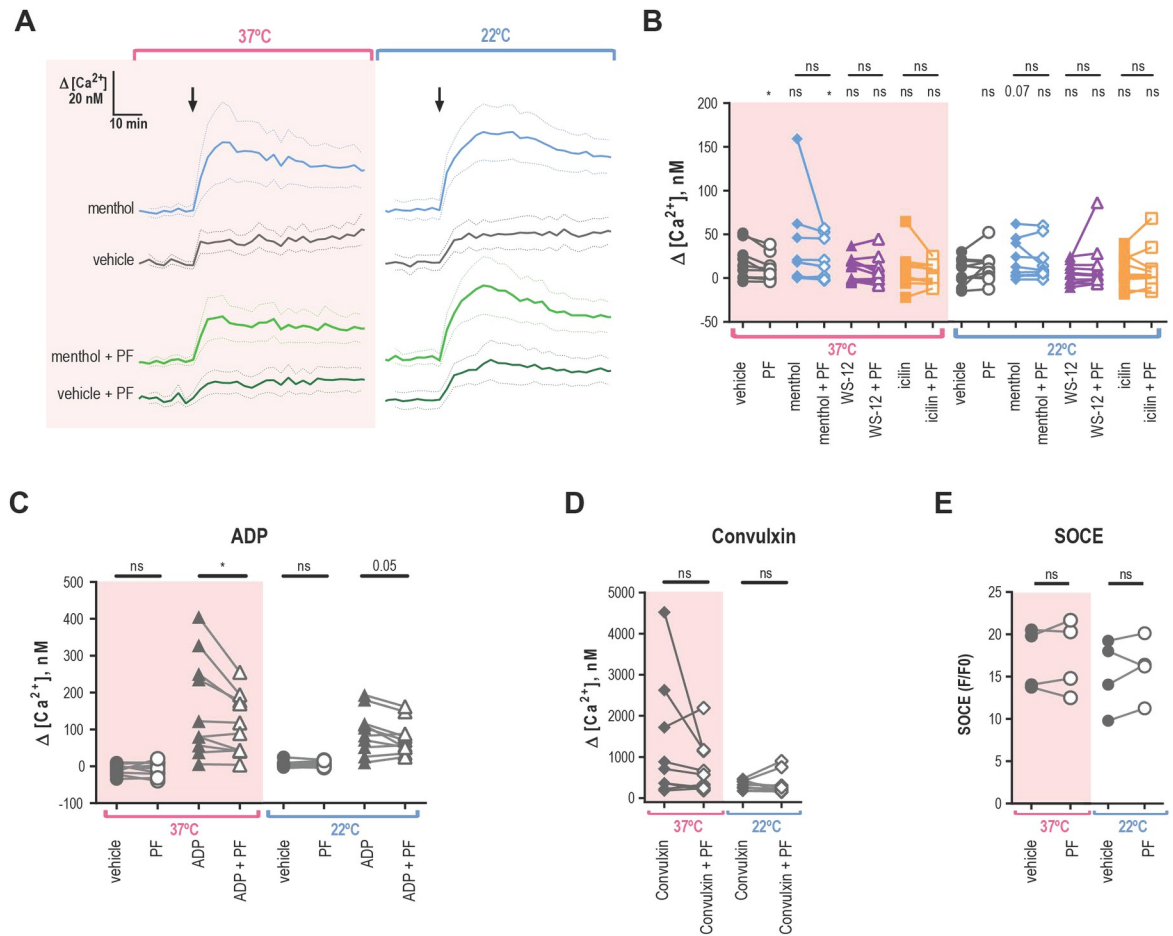 A
37ºC
22ºC
Δ [Ca2+]
20 nM
10 min
menthol
vehicle
menthol + PF
vehicle + PF
B
ns ns ns ns ns ns
* ns * ns ns ns ns ns 0.07 ns ns ns ns ns
Δ [Ca2+], nM
200
150
100
50
0
-50
37ºC
22ºC
vehicle
PF
mehthol
menthol + PF
WS-12
WS-12 + PF
icilin
icilin + PF
vehicle
PF
menthol
menthol + PF
WS-12
WS-12 + PF
icilin
icilin + PF
C
ADP
ns * ns 0.05
Δ [Ca2+], nM
500
400
300
200
100
0
-100
37ºC
22ºC
vehicle
PF
ADP
ADP + PF
vehicle
PF
ADP
ADP + PF
D
Convulxin
ns ns
Δ [Ca2+], nM
5000
4000
3000
2000
1000
0
37ºC
22ºC
Convulxin
Convulxin + PF
Convulxin
Convulxin + PF
E
SOCE
ns ns
SOCE (F/F0)
25
20
15
10
5
0
37ºC
22ºC
vehicle
PF
vehicle
PF